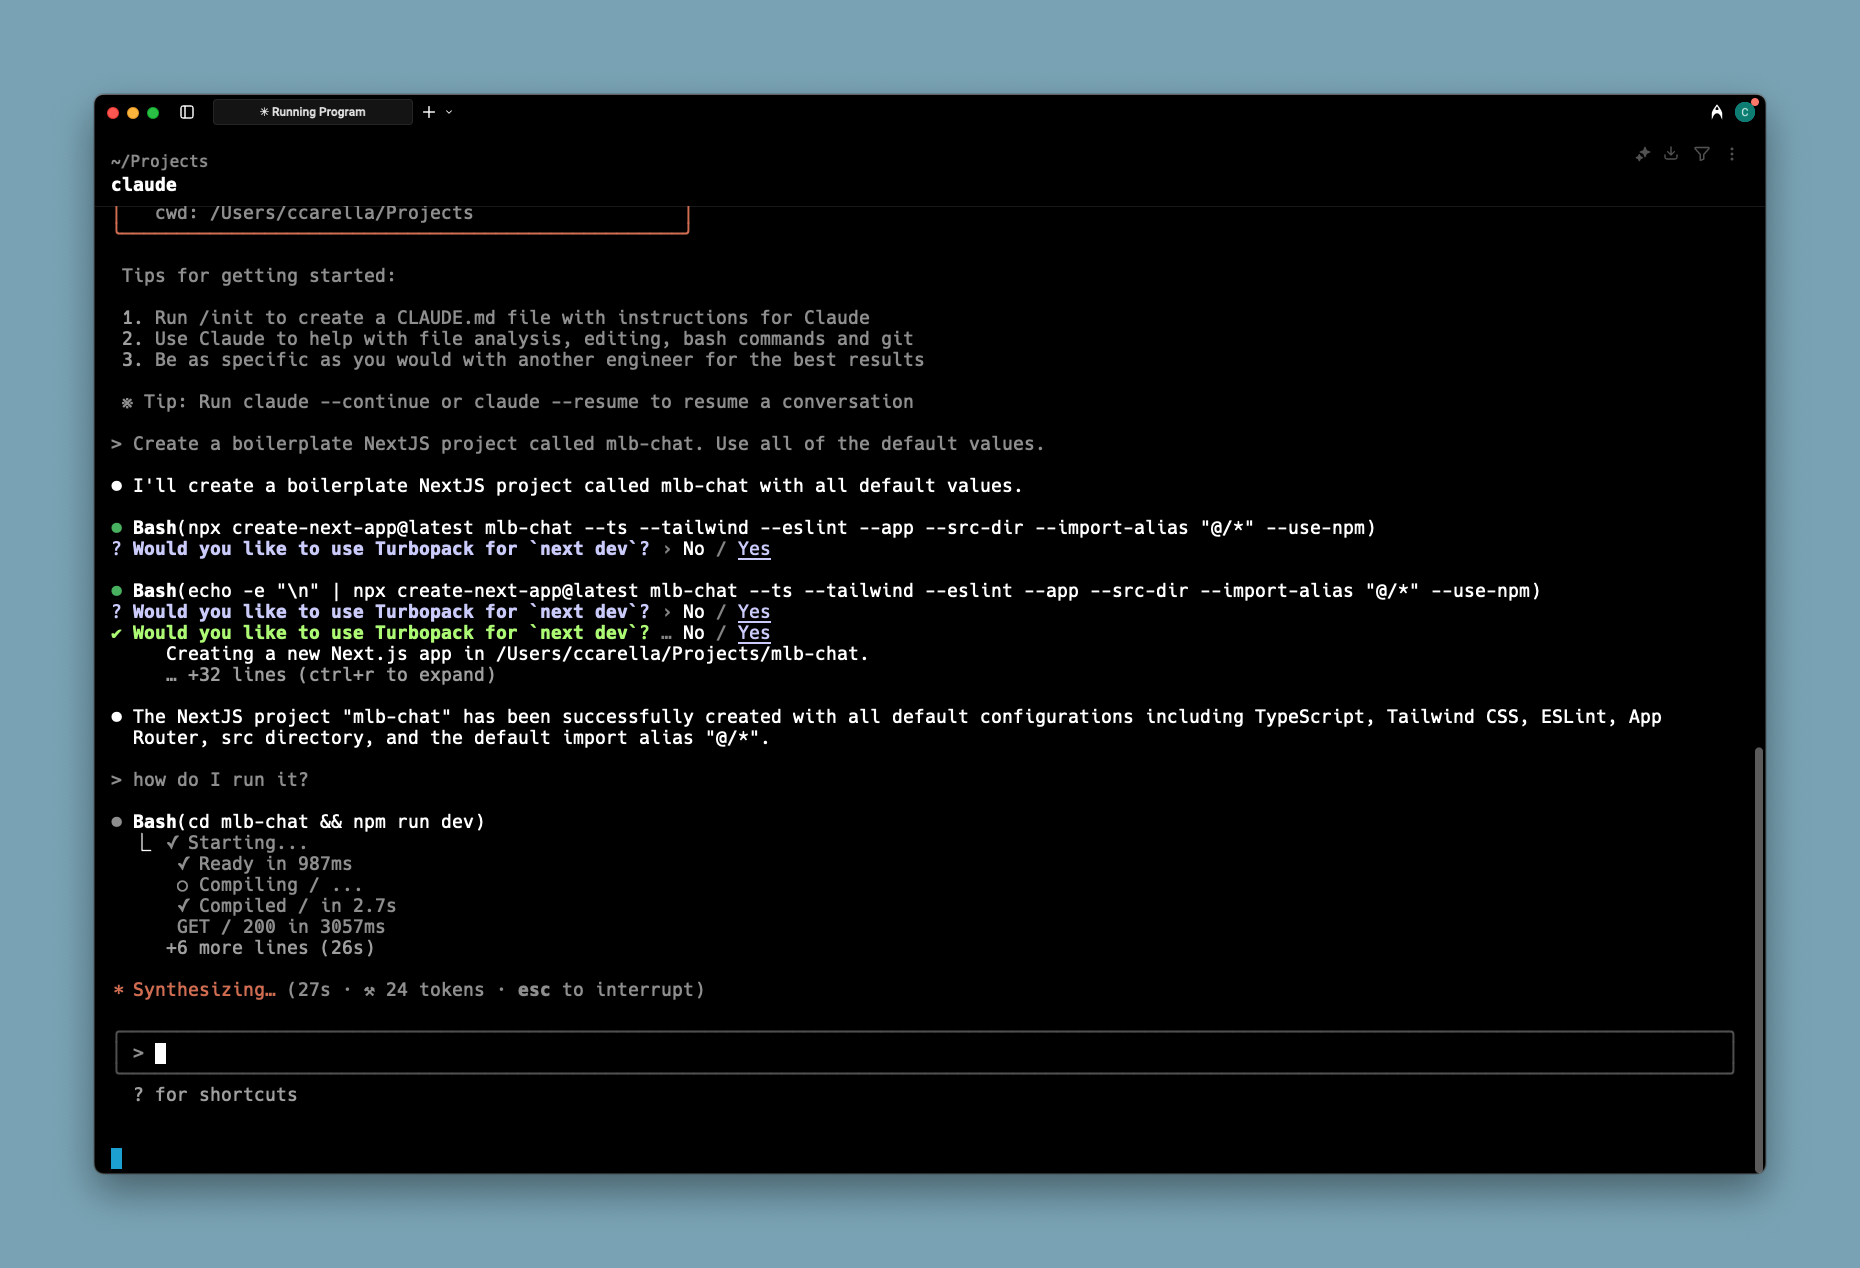 ✳ Running Program
C
~/Projects
claude
cwd: /Users/ccarella/Projects
Tips for getting started:
1. Run /init to create a CLAUDE.md file with instructions for Claude
2. Use Claude to help with file analysis, editing, bash commands and git
3. Be as specific as you would with another engineer for the best results
※ Tip: Run claude --continue or claude --resume to resume a conversation
> Create a boilerplate NextJS project called mlb-chat. Use all of the default values.
● I'll create a boilerplate NextJS project called mlb-chat with all default values.
● Bash(npx create-next-app@latest mlb-chat --ts --tailwind --eslint --app --src-dir --import-alias "@/*" --use-npm)
? Would you like to use Turbopack for `next dev`? › No / Yes
● Bash(echo -e "\n" | npx create-next-app@latest mlb-chat --ts --tailwind --eslint --app --src-dir --import-alias "@/*" --use-npm)
? Would you like to use Turbopack for `next dev`? › No / Yes
✔ Would you like to use Turbopack for `next dev`? … No / Yes
Creating a new Next.js app in /Users/ccarella/Projects/mlb-chat.
… +32 lines (ctrl+r to expand)
● The NextJS project "mlb-chat" has been successfully created with all default configurations including TypeScript, Tailwind CSS, ESLint, App
Router, src directory, and the default import alias "@/*".
> how do I run it?
● Bash(cd mlb-chat && npm run dev)
⎿ ✓ Starting...
✓ Ready in 987ms
○ Compiling / ...
✓ Compiled / in 2.7s
GET / 200 in 3057ms
+6 more lines (26s)
* Synthesizing… (27s · ⚒ 24 tokens · esc to interrupt)
>
? for shortcuts